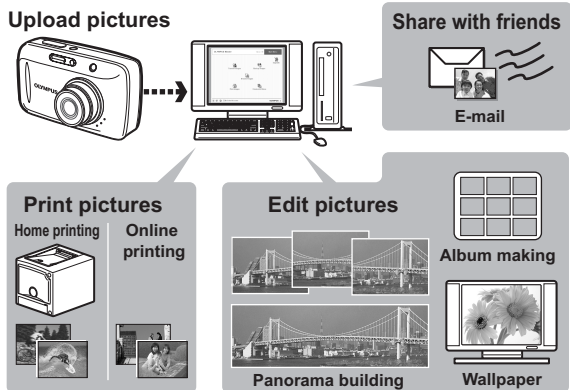 Upload pictures
Share with friends
OLYMPUS
E-mail
Print pictures
Home printing
Online
printing
Edit pictures
Album making
Panorama building
Wallpaper